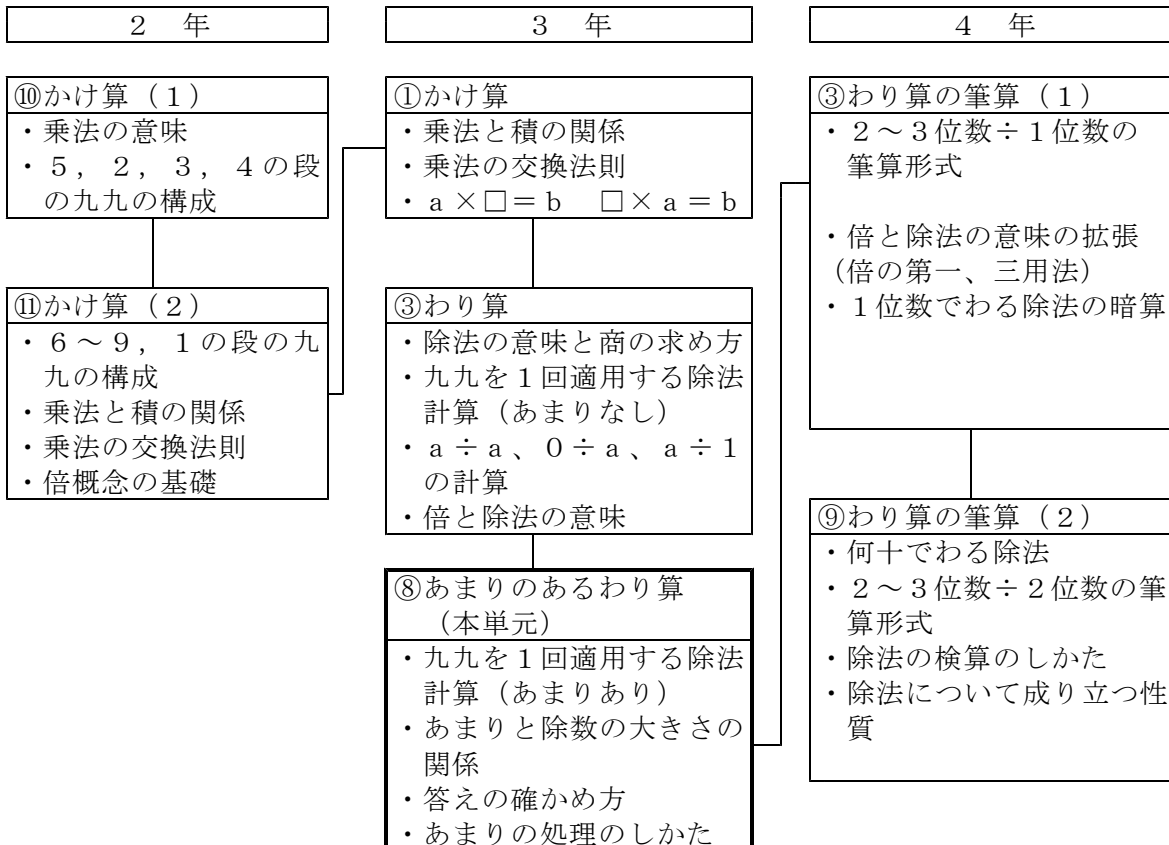 ２　年
⑩かけ算（１）
・乗法の意味
・５，２，３，４の段
の九九の構成
⑪かけ算（２）
・６～９，１の段の九
九の構成
・乗法と積の関係
・乗法の交換法則
・倍概念の基礎
３　年
①かけ算
・乗法と積の関係
・乗法の交換法則
・ａ×□＝ｂ　□×ａ＝ｂ
③わり算
・除法の意味と商の求め方
・九九を１回適用する除法
計算（あまりなし）
・ａ÷ａ、０÷ａ、ａ÷１
の計算
・倍と除法の意味
⑧あまりのあるわり算
（本単元）
・九九を１回適用する除法
計算（あまりあり）
・あまりと除数の大きさの
関係
・答えの確かめ方
・あまりの処理のしかた
４　年
③わり算の筆算（１）
・２～３位数÷１位数の
筆算形式
・倍と除法の意味の拡張
（倍の第一、三用法）
・１位数でわる除法の暗算
⑨わり算の筆算（２）
・何十でわる除法
・２～３位数÷２位数の筆
算形式
・除法の検算のしかた
・除法について成り立つ性
質